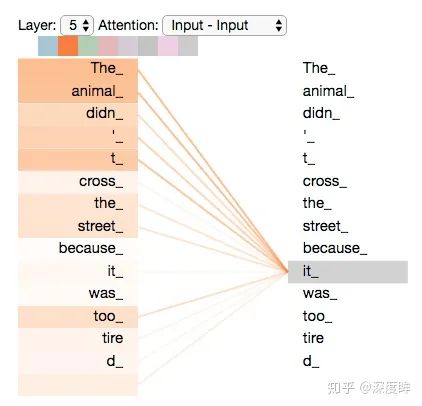 Layer: 5 Attention: Input - Input
The_ The_
animal_ animal_
didn_ didn_
'_ '_
t_ t_
cross_ cross_
the_ the_
street_ street_
because_ because_
it_ it_
was_ was_
too_ too_
tire tire
d_ d_
知乎 @深度眸